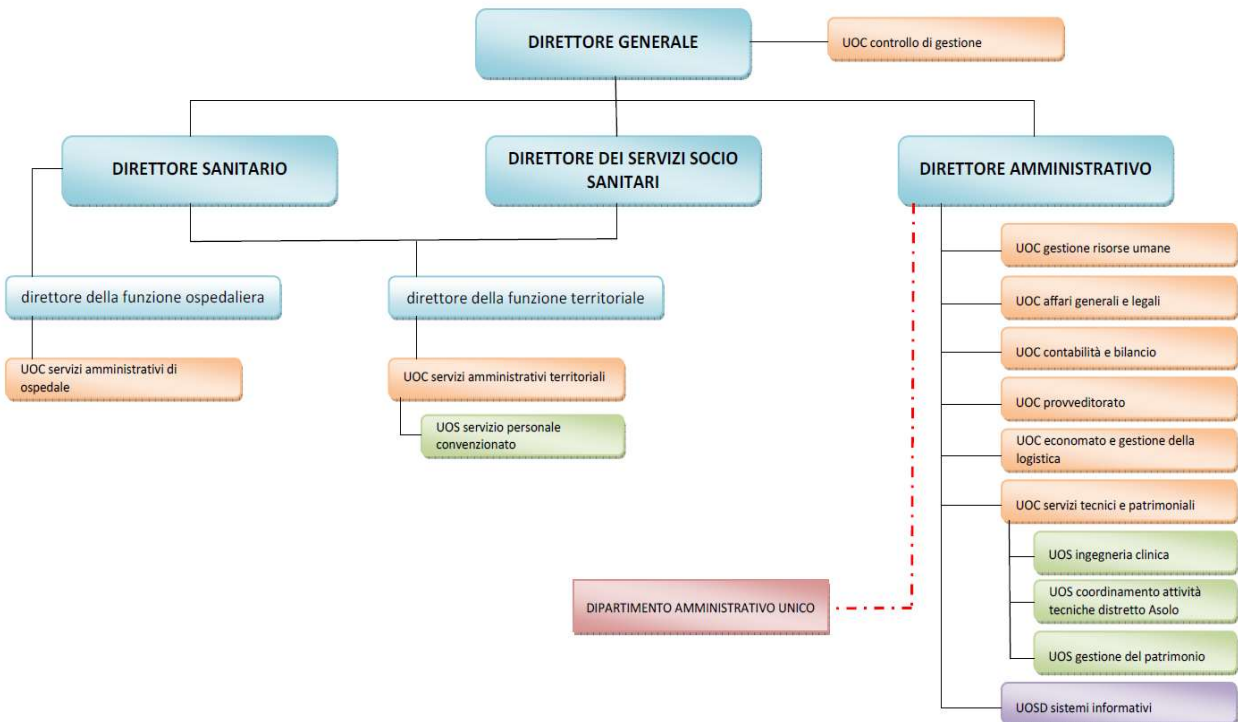 DIRETTORE GENERALE
UOC controllo di gestione
DIRETTORE SANITARIO
DIRETTORE DEI SERVIZI SOCIO
SANITARI
DIRETTORE AMMINISTRATIVO
direttore della funzione ospedaliera
UOC servizi amministrativi di
ospedale
direttore della funzione territoriale
UOC servizi amministrativi territoriali
UOS servizio personale
convenzionato
UOC gestione risorse umane
UOC affari generali e legali
UOC contabilità e bilancio
UOC provveditorato
UOC economato e gestione della
logistica
UOC servizi tecnici e patrimoniali
UOS ingegneria clinica
UOS coordinamento attività
tecniche distretto Asolo
UOS gestione del patrimonio
UOSD sistemi informativi
DIPARTIMENTO AMMINISTRATIVO UNICO